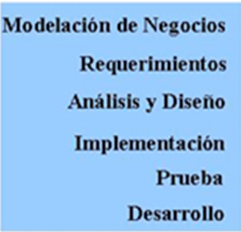 Modelación de Negocios
Requerimientos
Análisis y Diseño
Implementación
Prueba
Desarrollo